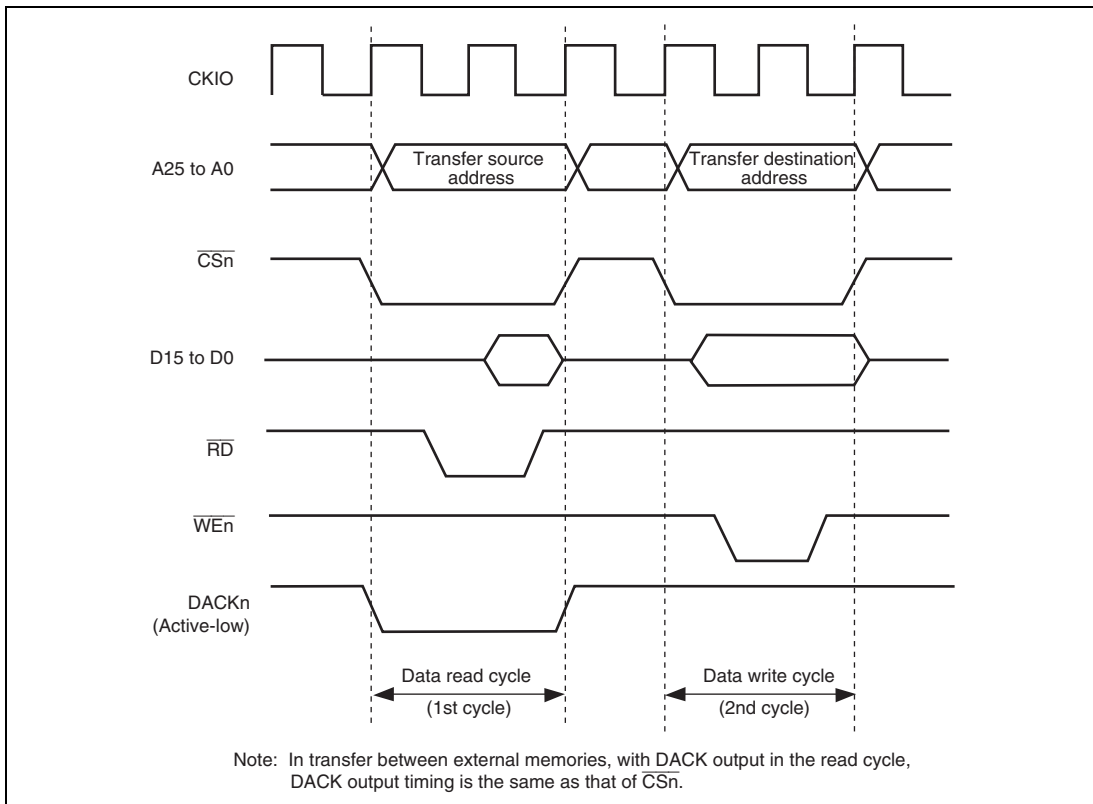 CKIO
A25 to A0
Transfer source
address
Transfer destination
address
CSn
D15 to D0
RD
WEn
DACKn
(Active-low)
Data read cycle
(1st cycle)
Data write cycle
(2nd cycle)
Note: In transfer between external memories, with DACK output in the read cycle,
DACK output timing is the same as that of CSn.